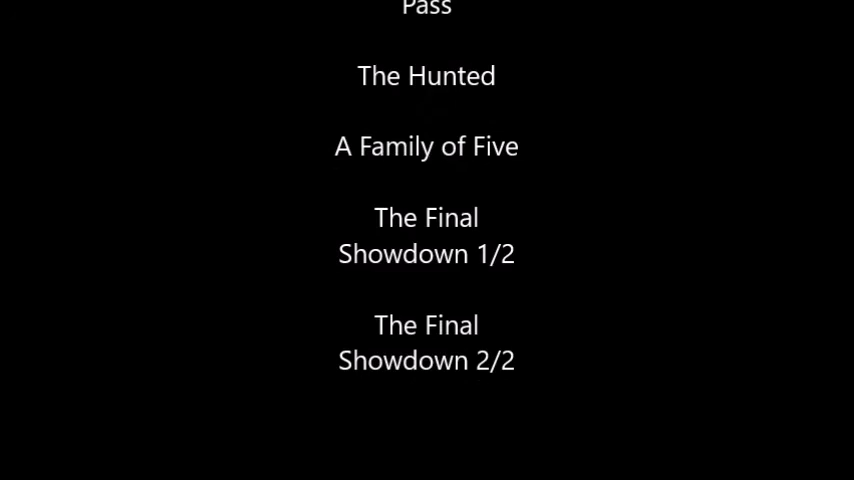 Pass
The Hunted
A Family of Five
The Final
Showdown 1/2
The Final
Showdown 2/2